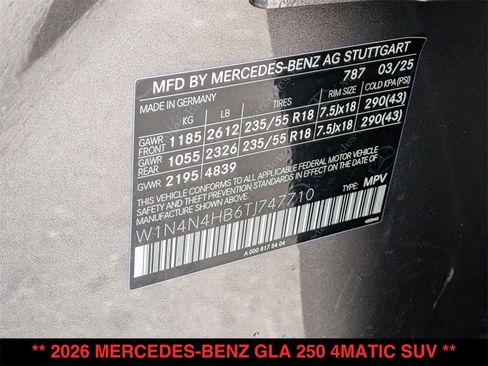 MFD BY MERCEDES-BENZ AG STUTTGART
787 03/25
MADE IN GERMANY
KG LB TIRES RIM SIZE COLD KPA (PSI)
GAWR FRONT 1185 2612 235/55 R18 7.5Jx18 290(43)
GAWR REAR 1055 2326 235/55 R18 7.5Jx18 290(43)
GVWR 2195 4839
THIS VEHICLE CONFORMS TO ALL APPLICABLE FEDERAL MOTOR VEHICLE
SAFETY AND THEFT PREVENTION STANDARDS IN EFFECT ON THE
DATE OF MANUFACTURE SHOWN ABOVE.
W1N4N4HB6TJ747710 TYPE: MPV
A 000 817 54 04
** 2026 MERCEDES-BENZ GLA 250 4MATIC SUV **